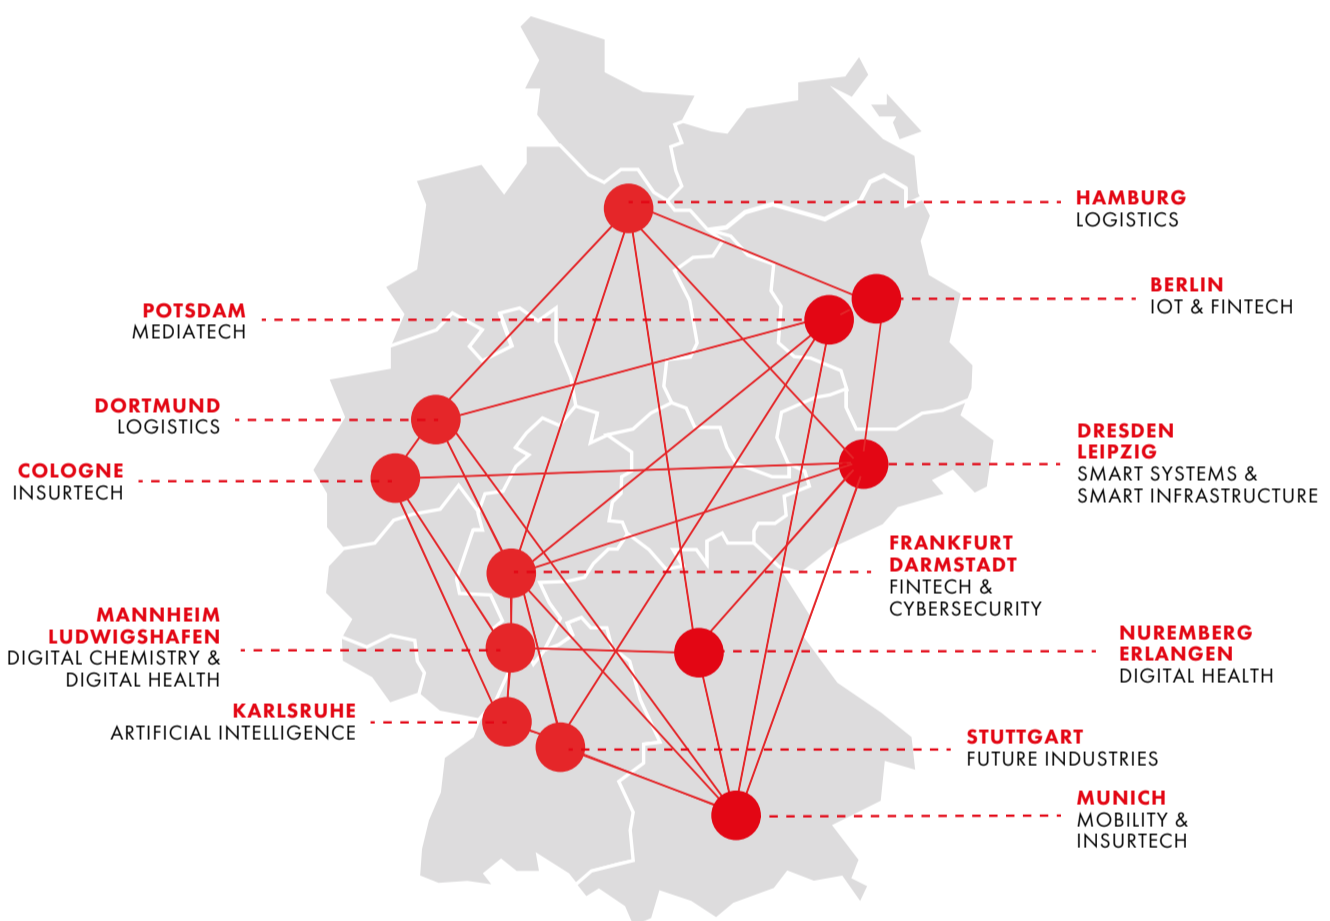 HAMBURG
LOGISTICS
BERLIN
IOT & FINTECH
POTSDAM
MEDIATECH
DORTMUND
LOGISTICS
DRESDEN
LEIPZIG
SMART SYSTEMS &
SMART INFRASTRUCTURE
COLOGNE
INSURTECH
FRANKFURT
DARMSTADT
FINTECH &
CYBERSECURITY
MANNHEIM
LUDWIGSHAFEN
DIGITAL CHEMISTRY &
DIGITAL HEALTH
NUREMBERG
ERLANGEN
DIGITAL HEALTH
KARLSRUHE
ARTIFICIAL INTELLIGENCE
STUTTGART
FUTURE INDUSTRIES
MUNICH
MOBILITY &
INSURTECH